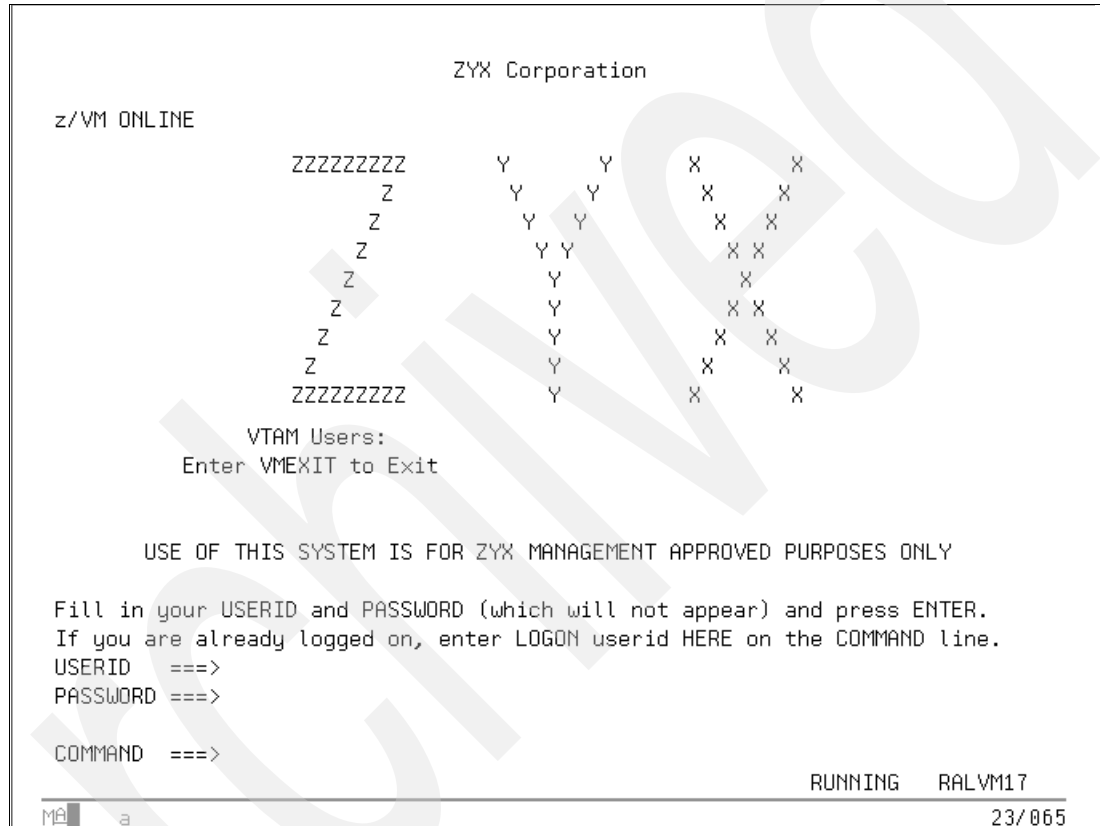 ZYX Corporation
z/VM ONLINE
ZZZZZZZZZ       Y       Y      X       X
       Z         Y     Y        X     X
      Z           Y   Y          X   X
     Z             Y Y            X X
    Z               Y              X
   Z                Y             X X
  Z                 Y            X   X
 Z                  Y           X     X
ZZZZZZZZZ           Y          X       X
VTAM Users:
Enter VMEXIT to Exit
USE OF THIS SYSTEM IS FOR ZYX MANAGEMENT APPROVED PURPOSES ONLY
Fill in your USERID and PASSWORD (which will not appear) and press ENTER.
If you are already logged on, enter LOGON userid HERE on the COMMAND line.
USERID   ===>
PASSWORD ===>
COMMAND  ===>
RUNNING   RALVM17
MA    a    23/065